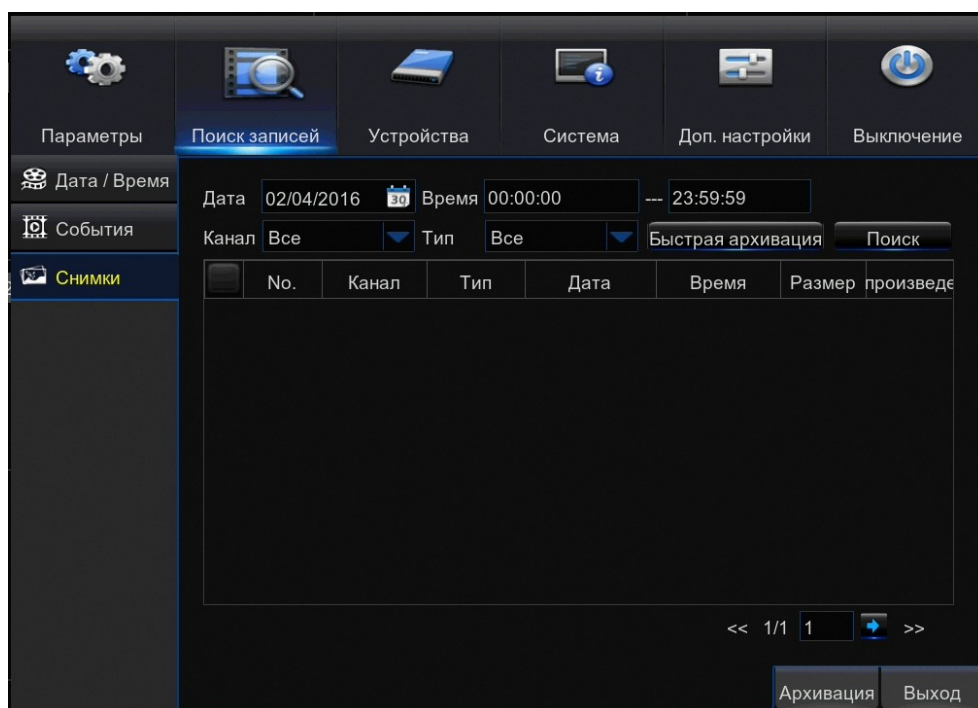 Параметры Поиск записей Устройства Система Доп. настройки Выключение
Дата / Время
События
Снимки
Дата 02/04/2016 30 Время 00:00:00 --- 23:59:59
Канал Все Тип Все Быстрая архивация Поиск
No. Канал Тип Дата Время Размер произведе
<< 1/1 1 >>
Архивация Выход